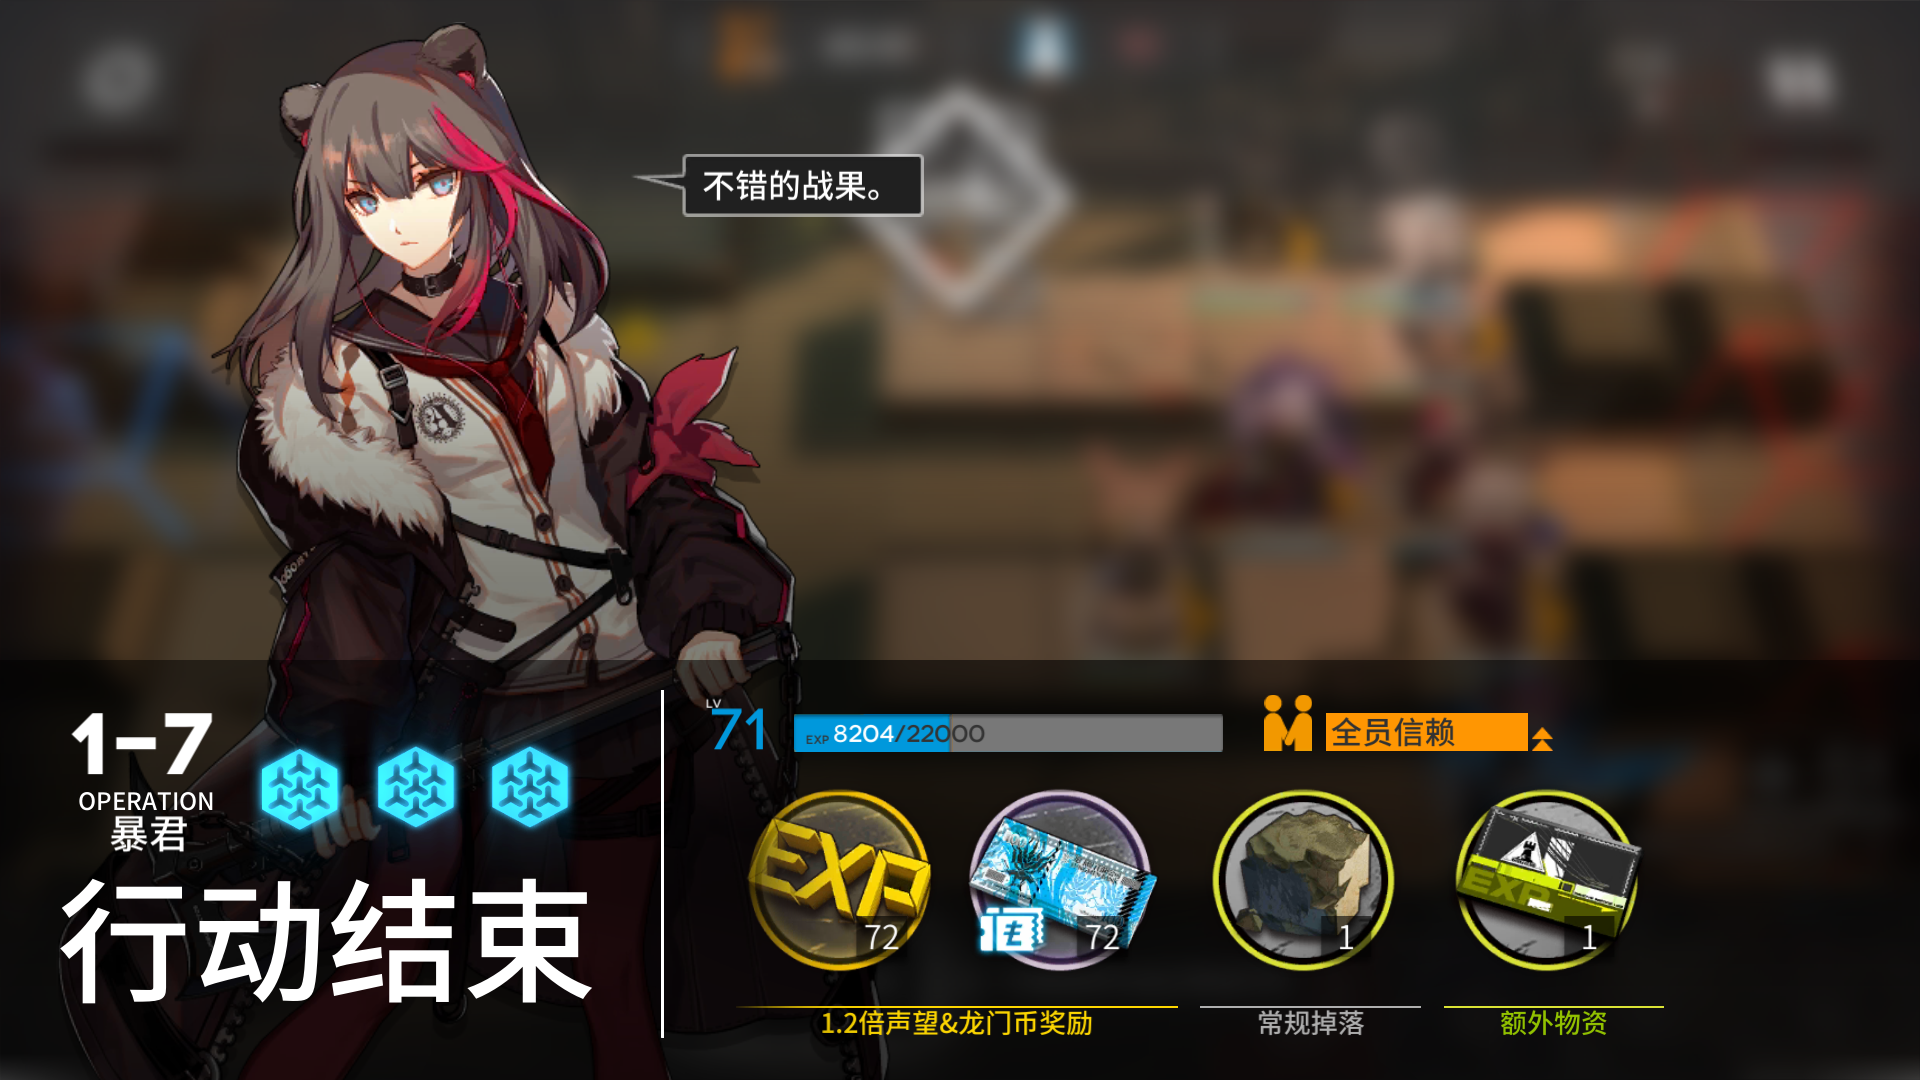 不错的战果。
1-7
OPERATION
暴君
行动结束
LV
71
EXP 8204/22000
全员信赖
EXP
72
72
1
EXP
1
1.2倍声望&龙门币奖励
常规掉落
额外物资